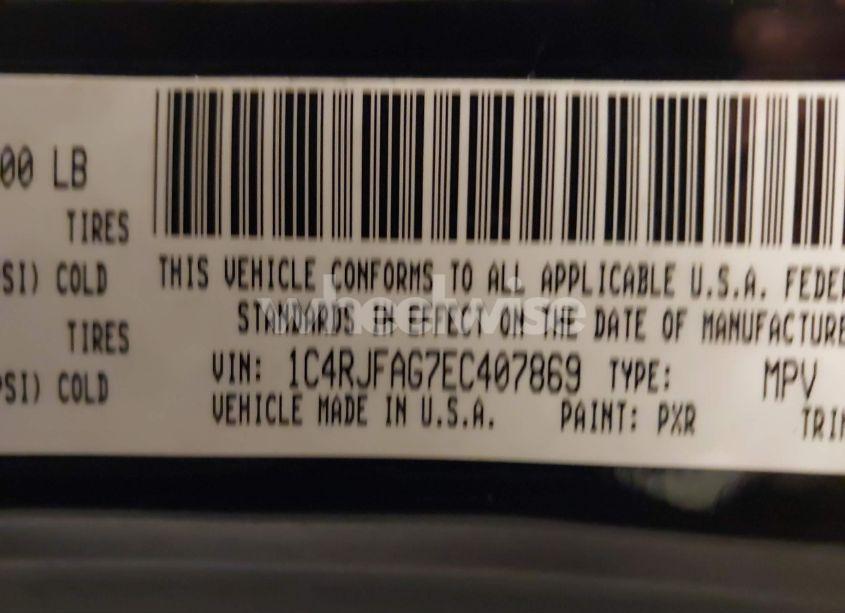 00 LB
TIRES
SI) COLD
TIRES
PSI) COLD
THIS VEHICLE CONFORMS TO ALL APPLICABLE U.S.A. FEDER
STANDARDS IN EFFECT ON THE DATE OF MANUFACTURE
VIN: 1C4RJFAG7EC407869 TYPE: MPV
VEHICLE MADE IN U.S.A. PAINT: PXR TRIM
wheelwise